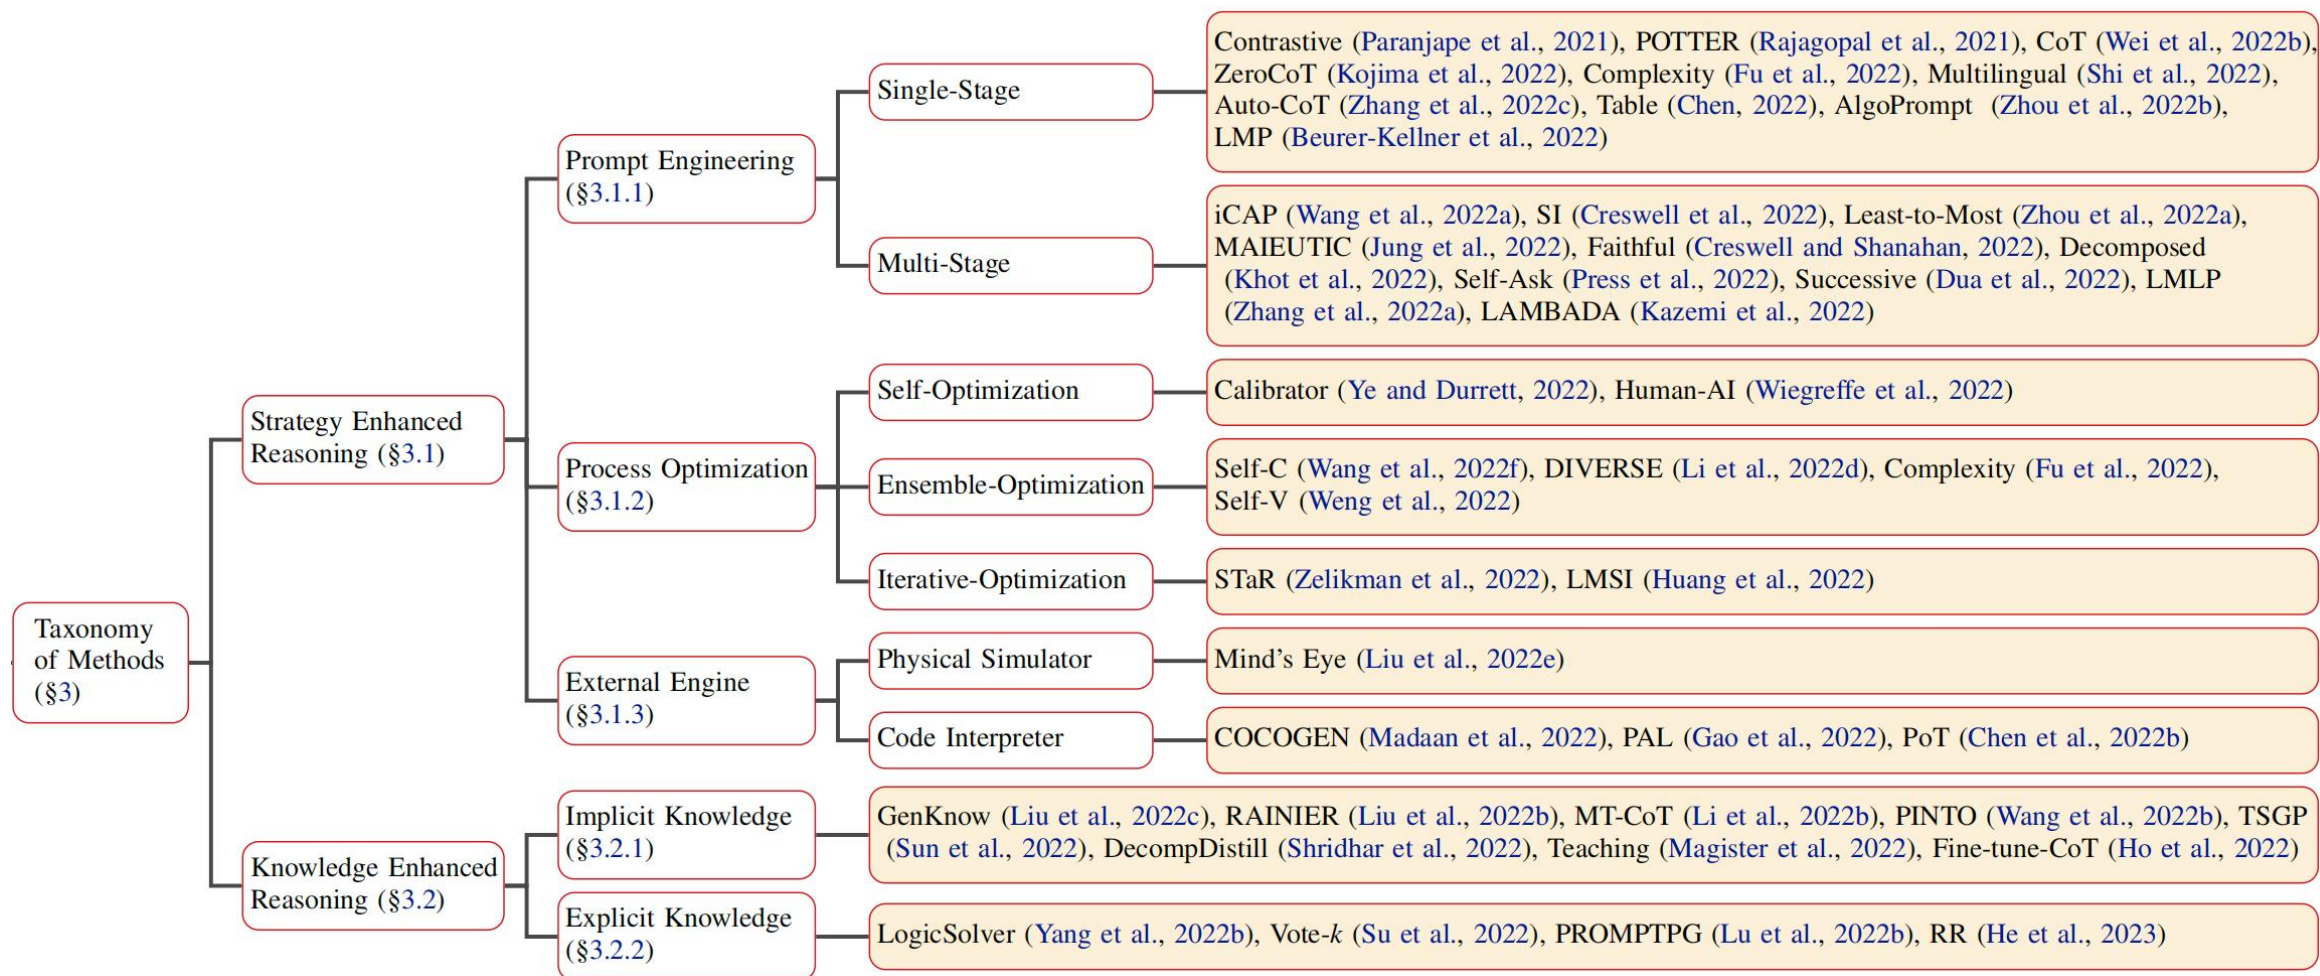 Taxonomy
of Methods
(§3)
Strategy Enhanced
Reasoning (§3.1)
Prompt Engineering
(§3.1.1)
Single-Stage
Contrastive (Paranjape et al., 2021), POTTER (Rajagopal et al., 2021), CoT (Wei et al., 2022b),
ZeroCoT (Kojima et al., 2022), Complexity (Fu et al., 2022), Multilingual (Shi et al., 2022),
Auto-CoT (Zhang et al., 2022c), Table (Chen, 2022), AlgoPrompt (Zhou et al., 2022b),
LMP (Beurer-Kellner et al., 2022)
Multi-Stage
iCAP (Wang et al., 2022a), SI (Creswell et al., 2022), Least-to-Most (Zhou et al., 2022a),
MAIEUTIC (Jung et al., 2022), Faithful (Creswell and Shanahan, 2022), Decomposed
(Khot et al., 2022), Self-Ask (Press et al., 2022), Successive (Dua et al., 2022), LMLP
(Zhang et al., 2022a), LAMBADA (Kazemi et al., 2022)
Process Optimization
(§3.1.2)
Self-Optimization
Calibrator (Ye and Durrett, 2022), Human-AI (Wiegreffe et al., 2022)
Ensemble-Optimization
Self-C (Wang et al., 2022f), DIVERSE (Li et al., 2022d), Complexity (Fu et al., 2022),
Self-V (Weng et al., 2022)
Iterative-Optimization
STaR (Zelikman et al., 2022), LMSI (Huang et al., 2022)
External Engine
(§3.1.3)
Physical Simulator
Mind's Eye (Liu et al., 2022e)
Code Interpreter
COCOGEN (Madaan et al., 2022), PAL (Gao et al., 2022), PoT (Chen et al., 2022b)
Knowledge Enhanced
Reasoning (§3.2)
Implicit Knowledge
(§3.2.1)
GenKnow (Liu et al., 2022c), RAINIER (Liu et al., 2022b), MT-CoT (Li et al., 2022b), PINTO (Wang et al., 2022b), TSGP
(Sun et al., 2022), DecompDistill (Shridhar et al., 2022), Teaching (Magister et al., 2022), Fine-tune-CoT (Ho et al., 2022)
Explicit Knowledge
(§3.2.2)
LogicSolver (Yang et al., 2022b), Vote-k (Su et al., 2022), PROMPTPG (Lu et al., 2022b), RR (He et al., 2023)